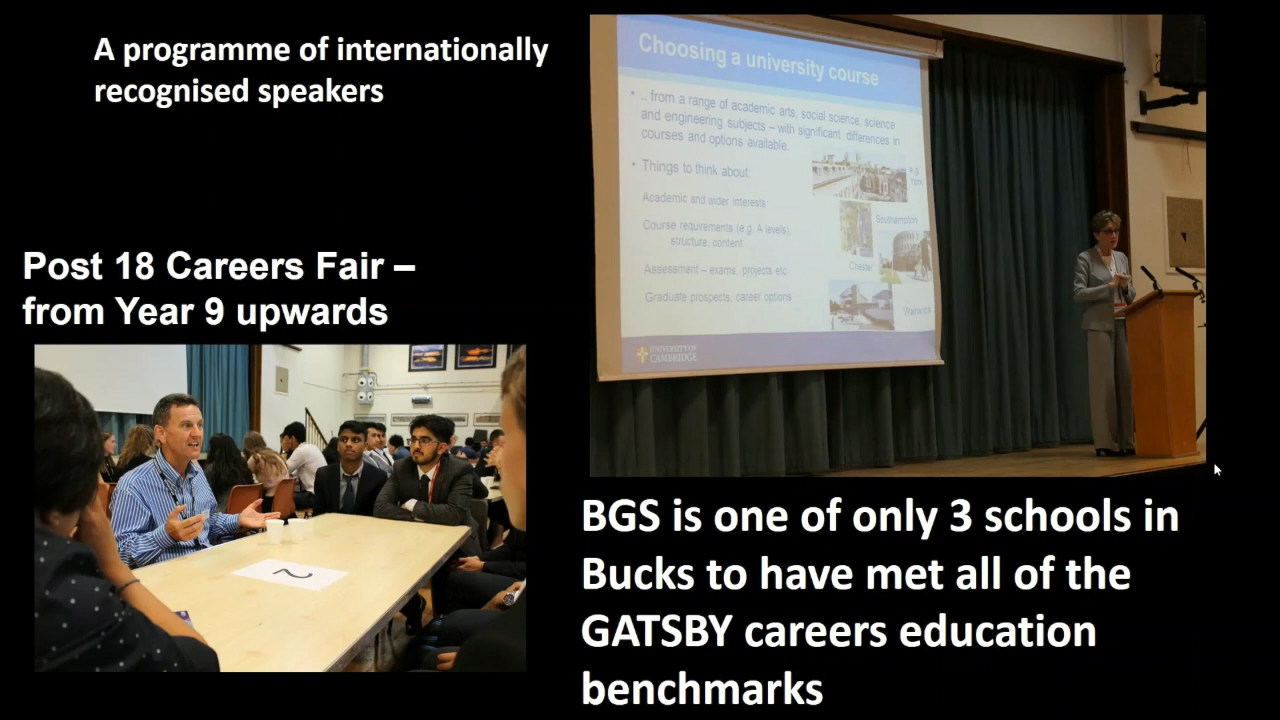 A programme of internationally
recognised speakers
Post 18 Careers Fair –
from Year 9 upwards
2
Choosing a university course
• .. from a range of academic arts, social science, science
and engineering subjects – with significant differences in
courses and options available.
• Things to think about:
Academic and wider interests
Course requirements (e.g. A levels),
structure, content
Assessment – exams, projects etc
Graduate prospects, career options
e.g.
York
Southampton
Chester
Warwick
UNIVERSITY OF
CAMBRIDGE
BGS is one of only 3 schools in
Bucks to have met all of the
GATSBY careers education
benchmarks